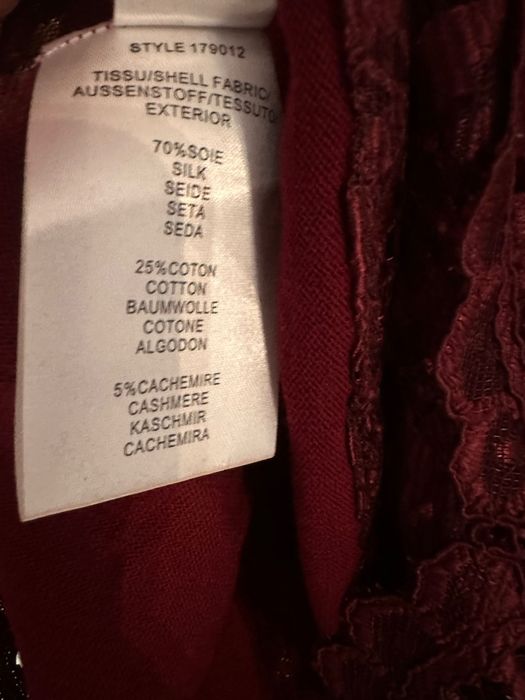 STYLE 179012
TISSU/SHELL FABRIC/
AUSSENSTOFF/TESSUTO
EXTERIOR
70%SOIE
SILK
SEIDE
SETA
SEDA
25%COTON
COTTON
BAUMWOLLE
COTONE
ALGODON
5%CACHEMIRE
CASHMERE
KASCHMIR
CACHEMIRA